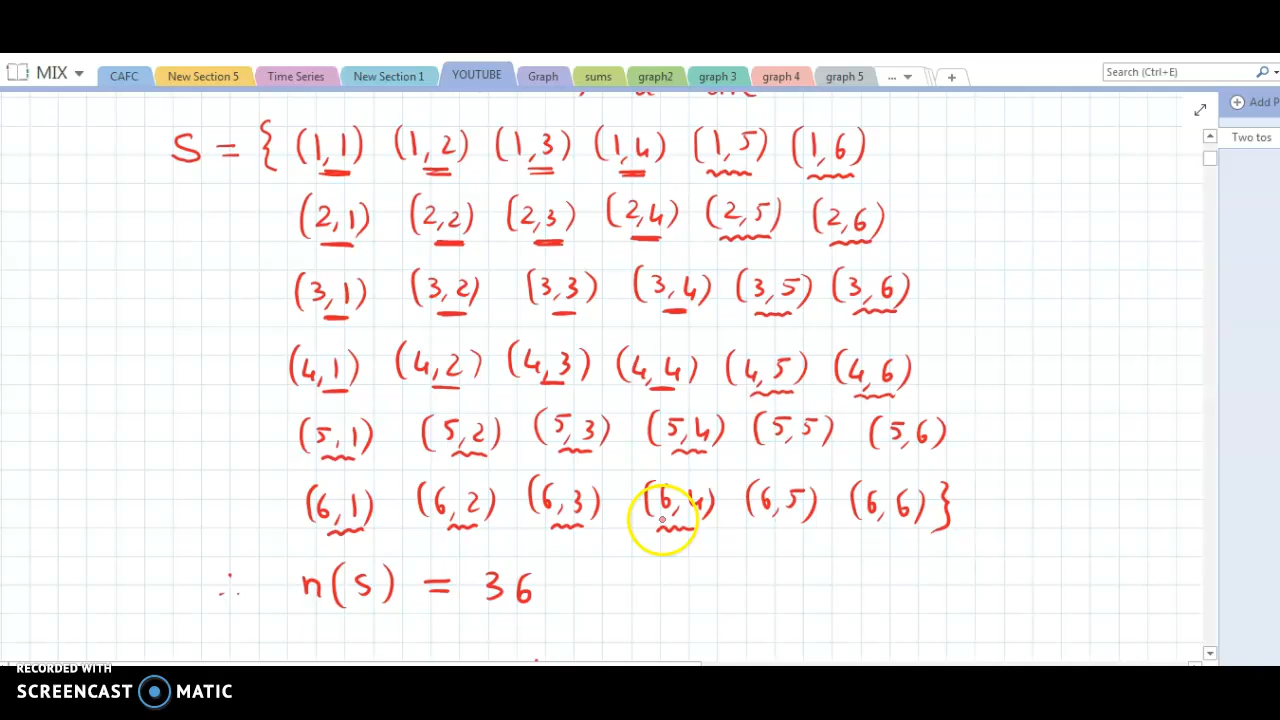 MIX CAFC New Section 5 Time Series New Section 1 YOUTUBE Graph sums graph2 graph 3 graph 4 graph 5 ... + Search (Ctrl+E)
Add P
Two tos
S = { (1,1) (1,2) (1,3) (1,4) (1,5) (1,6)
(2,1) (2,2) (2,3) (2,4) (2,5) (2,6)
(3,1) (3,2) (3,3) (3,4) (3,5) (3,6)
(4,1) (4,2) (4,3) (4,4) (4,5) (4,6)
(5,1) (5,2) (5,3) (5,4) (5,5) (5,6)
(6,1) (6,2) (6,3) (6,4) (6,5) (6,6) }
∴ n(S) = 36
RECORDED WITH
SCREENCAST MATIC